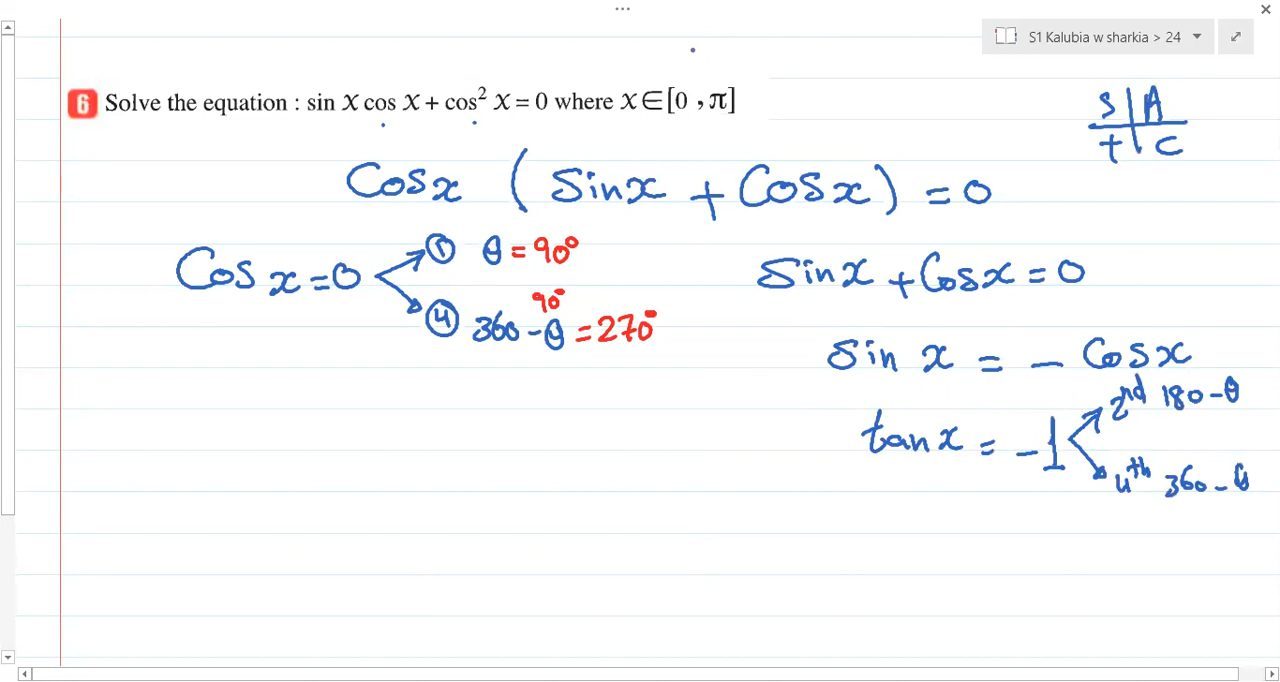 S1 Kalubia w sharkia > 24
6 Solve the equation : sin X cos X + cos² X = 0 where X ∈ [0 , π]
S A
T C
Cos x ( sin x + Cos x ) = 0
Cos x = 0
① θ = 90°
90°
④ 360 - θ = 270°
sin x + Cos x = 0
sin x = - Cos x
2nd 180 - θ
tan x = - 1
4th 360 - θ